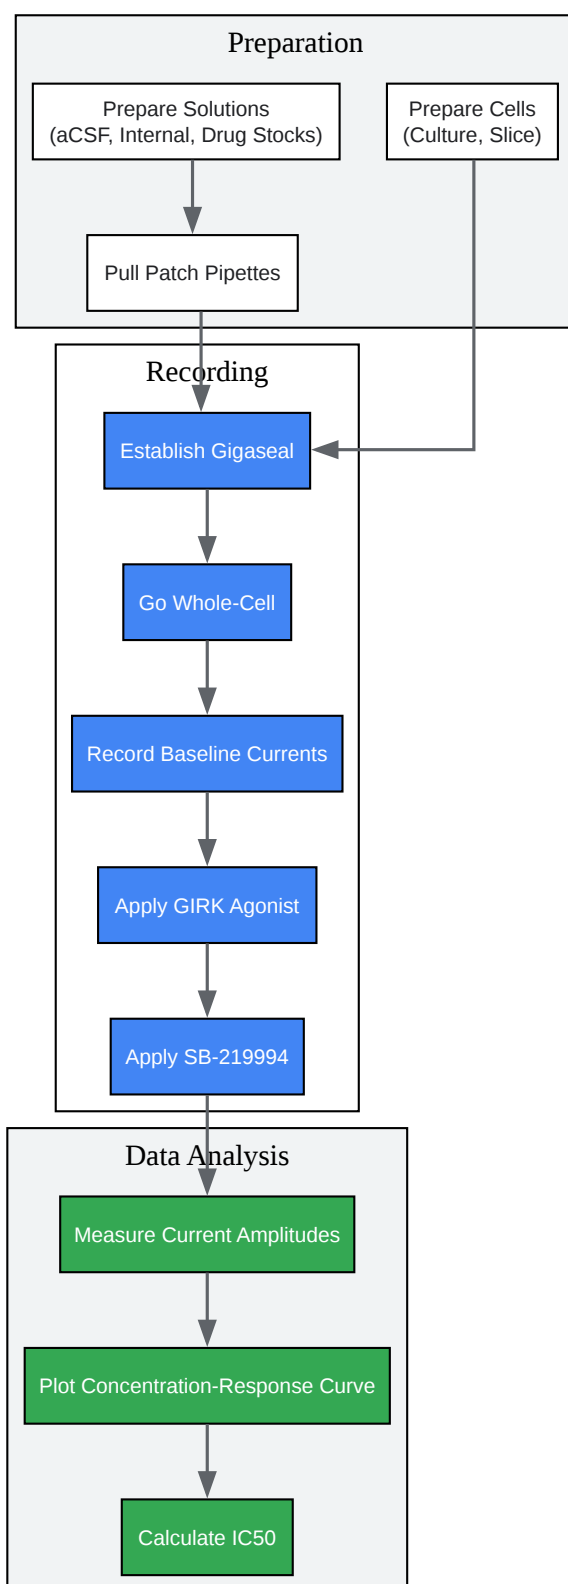 Preparation
Prepare Solutions
(aCSF, Internal, Drug Stocks)
Prepare Cells
(Culture, Slice)
Pull Patch Pipettes
Recording
Establish Gigaseal
Go Whole-Cell
Record Baseline Currents
Apply GIRK Agonist
Apply SB-219994
Data Analysis
Measure Current Amplitudes
Plot Concentration-Response Curve
Calculate IC50